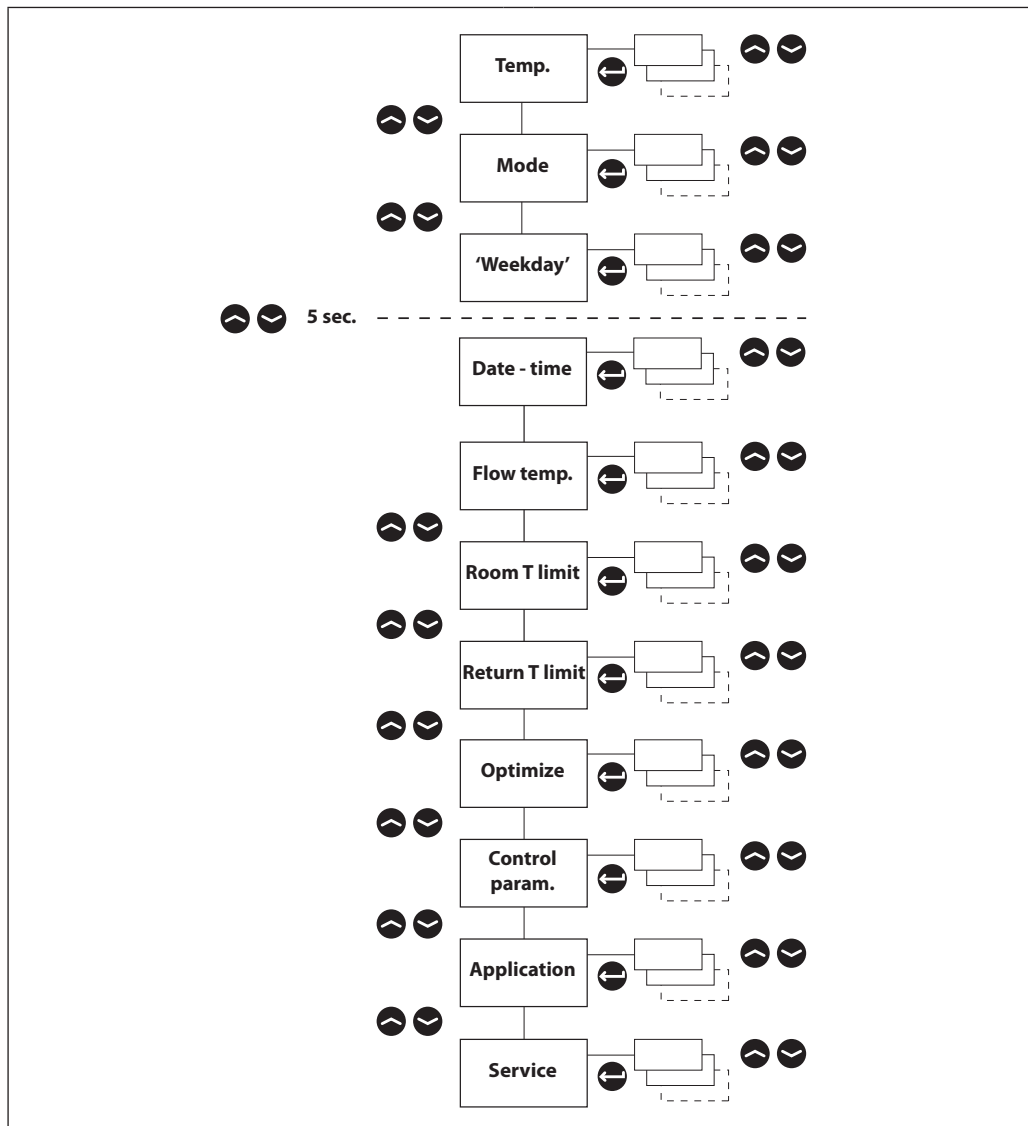 Temp.
Mode
‘Weekday’
5 sec.
Date - time
Flow temp.
Room T limit
Return T limit
Optimize
Control
param.
Application
Service